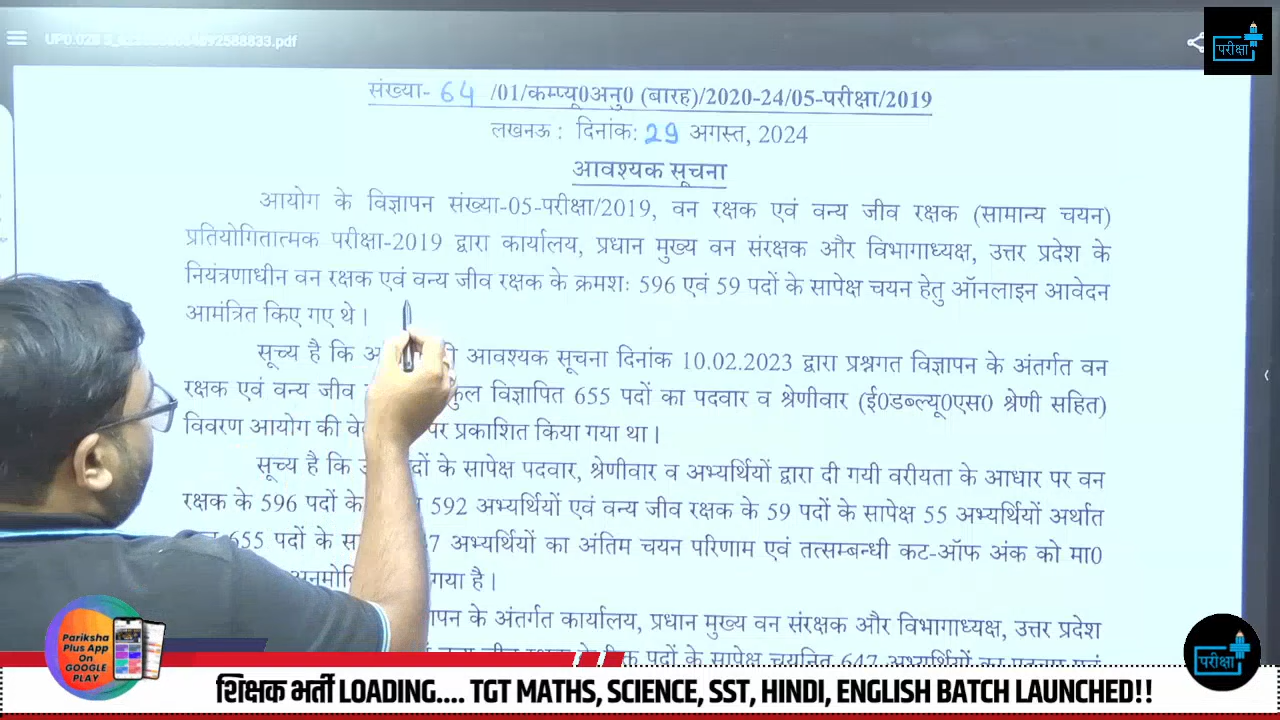 परीक्षा
संख्या- 64 /01/कम्प्यू0अनु0 (बारह)/2020-24/05-परीक्षा/2019
लखनऊ : दिनांक: 29 अगस्त, 2024
आवश्यक सूचना
आयोग के विज्ञापन संख्या-05-परीक्षा/2019, वन रक्षक एवं वन्य जीव रक्षक (सामान्य चयन)
प्रतियोगितात्मक परीक्षा-2019 द्वारा कार्यालय, प्रधान मुख्य वन संरक्षक और विभागाध्यक्ष, उत्तर प्रदेश के
नियंत्रणाधीन वन रक्षक एवं वन्य जीव रक्षक के क्रमशः 596 एवं 59 पदों के सापेक्ष चयन हेतु ऑनलाइन आवेदन
आमंत्रित किए गए थे।
सूच्य है कि आवश्यक सूचना दिनांक 10.02.2023 द्वारा प्रश्नगत विज्ञापन के अंतर्गत वन
रक्षक एवं वन्य जीव कुल विज्ञापित 655 पदों का पदवार व श्रेणीवार (ई0डब्ल्यू0एस0 श्रेणी सहित)
विवरण आयोग की पर प्रकाशित किया गया था।
सूच्य है कि के सापेक्ष पदवार, श्रेणीवार व अभ्यर्थियों द्वारा दी गयी वरीयता के आधार पर वन
रक्षक के 596 पदों के 592 अभ्यर्थियों एवं वन्य जीव रक्षक के 59 पदों के सापेक्ष 55 अभ्यर्थियों अर्थात
655 पदों के अभ्यर्थियों का अंतिम चयन परिणाम एवं तत्सम्बन्धी कट-ऑफ अंक को मा0
गया है।
के अंतर्गत कार्यालय, प्रधान मुख्य वन संरक्षक और विभागाध्यक्ष, उत्तर प्रदेश
पदों के सापेक्ष चयनित 647 अभ्यर्थियों का
Pariksha
Plus App
On
GOOGLE
PLAY
परीक्षा
शिक्षक भर्ती LOADING.... TGT MATHS, SCIENCE, SST, HINDI, ENGLISH BATCH LAUNCHED!!